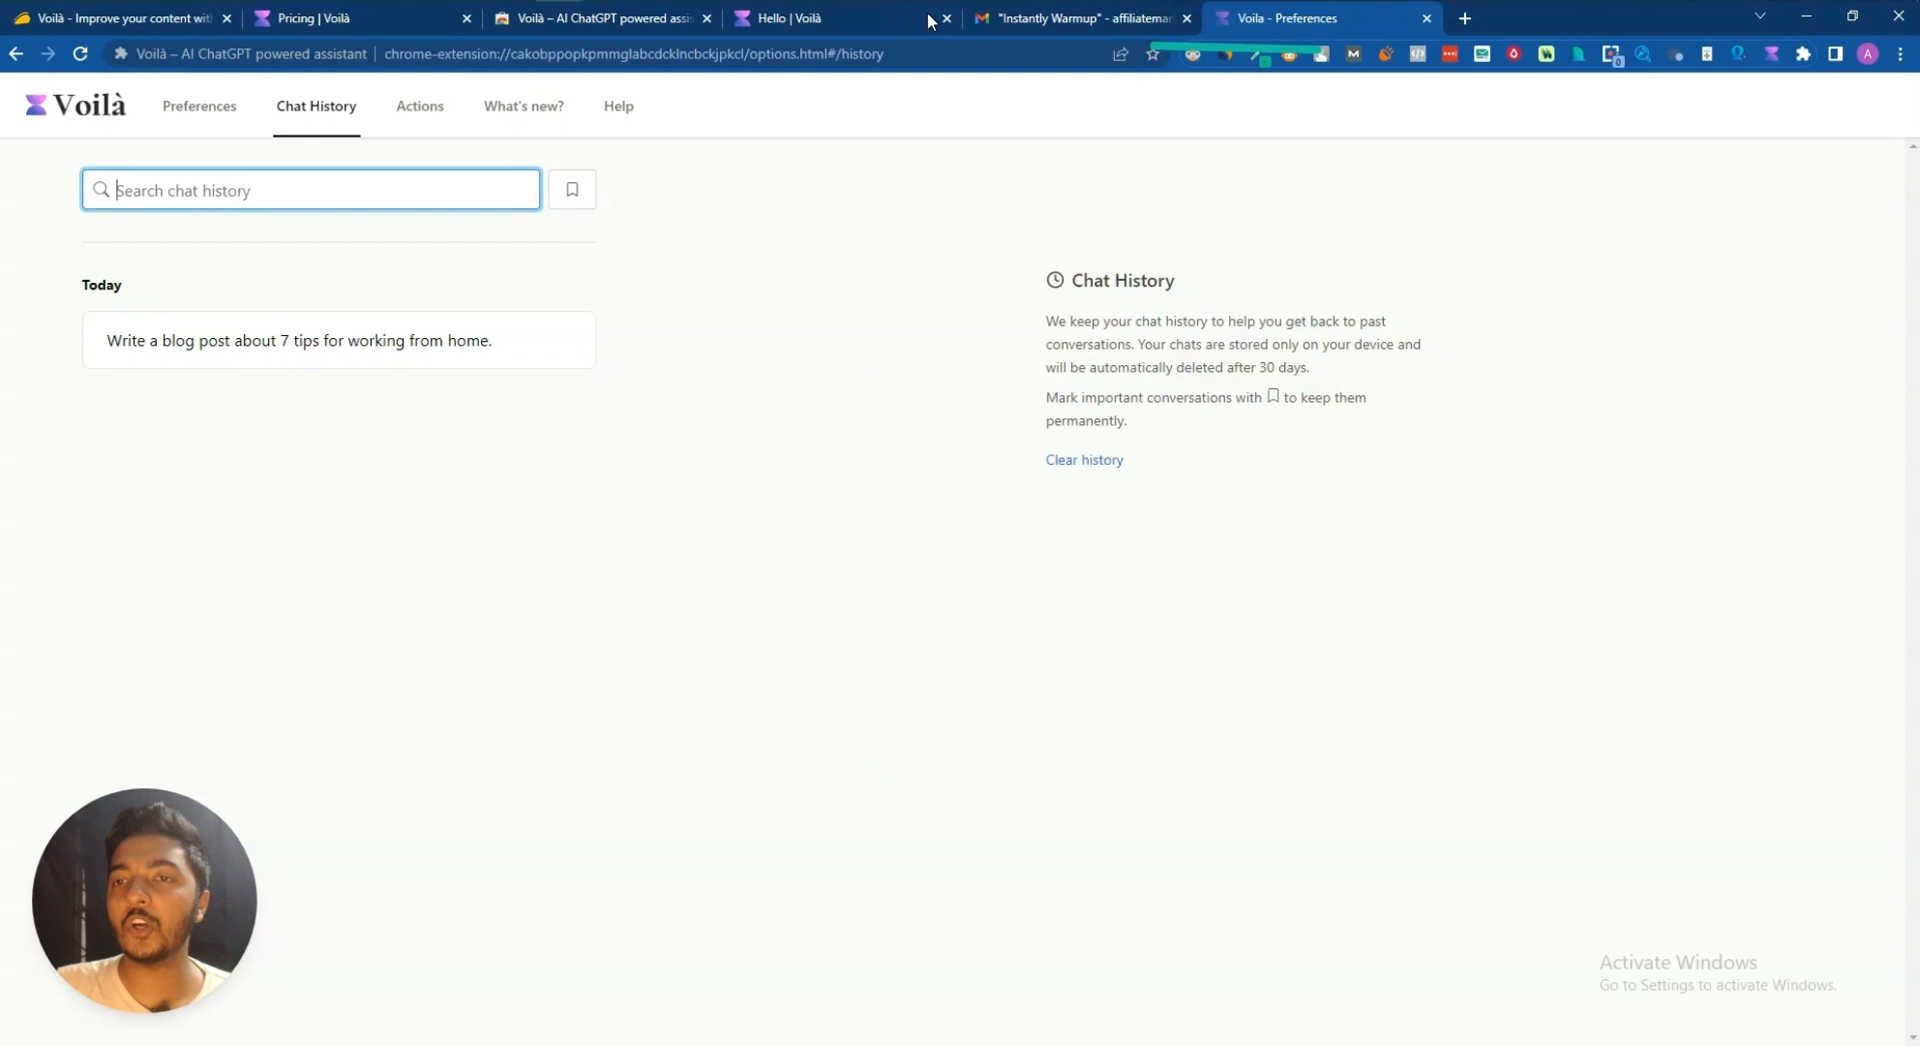 Voilà - Improve your content with
Pricing | Voilà
Voilà – AI ChatGPT powered assis
Hello | Voilà
"Instantly Warmup" - affiliatemar
Voila - Preferences
Voilà – AI ChatGPT powered assistant
chrome-extension://cakobppopkpmmglabcdcklncbckjpkcl/options.html#/history
Voilà
Preferences
Chat History
Actions
What's new?
Help
Search chat history
Today
Write a blog post about 7 tips for working from home.
Chat History
We keep your chat history to help you get back to past
conversations. Your chats are stored only on your device and
will be automatically deleted after 30 days.
Mark important conversations with to keep them
permanently.
Clear history
Activate Windows
Go to Settings to activate Windows.